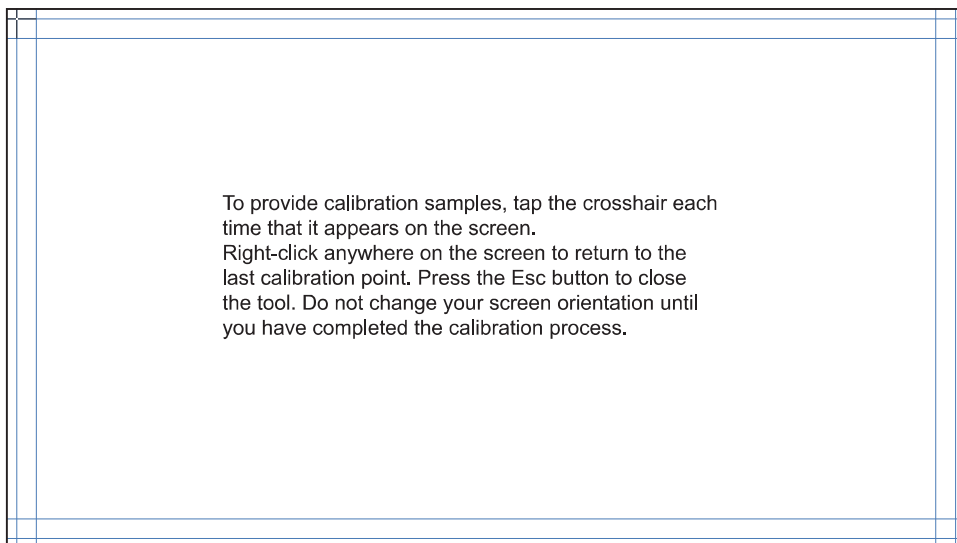 To provide calibration samples, tap the crosshair each
time that it appears on the screen.
Right-click anywhere on the screen to return to the
last calibration point. Press the Esc button to close
the tool. Do not change your screen orientation until
you have completed the calibration process.